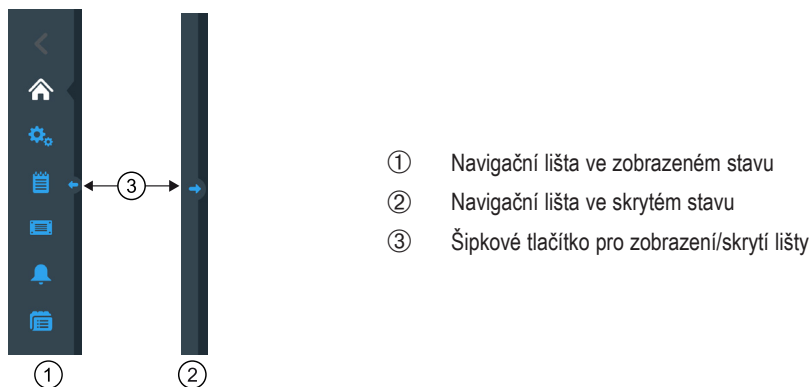 ③
① Navigační lišta ve zobrazeném stavu
② Navigační lišta ve skrytém stavu
③ Šipkové tlačítko pro zobrazení/skrytí lišty
① ②